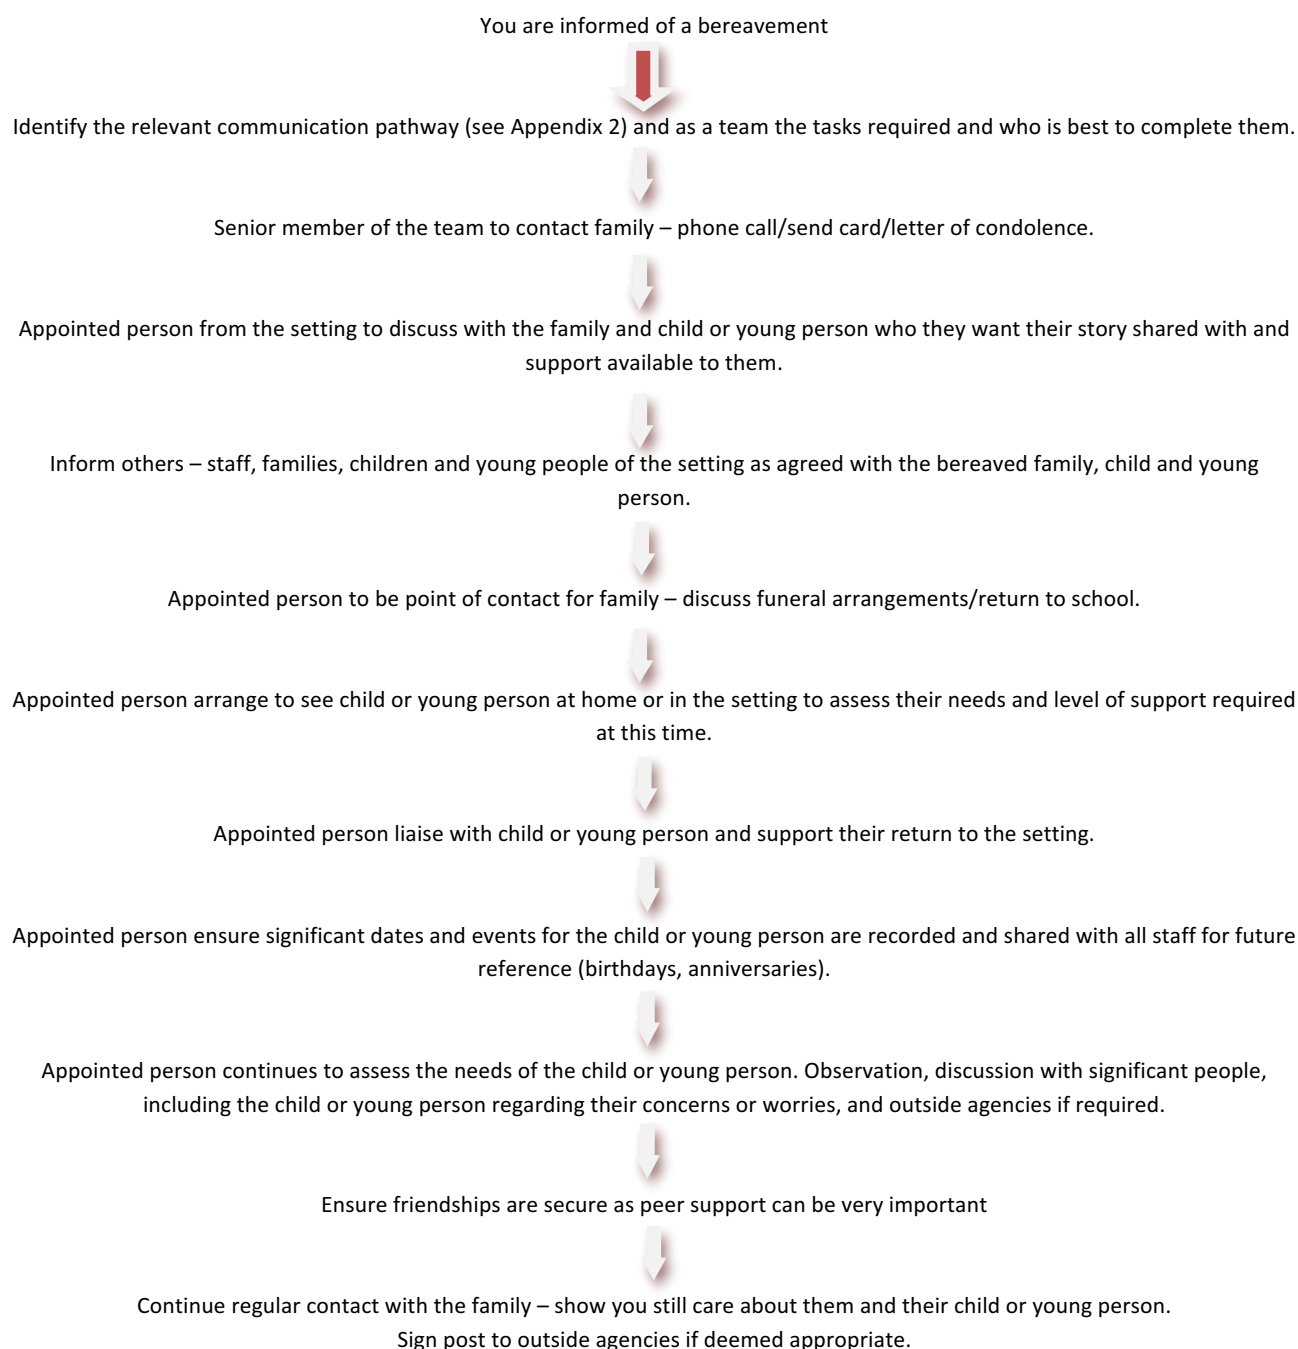 You are informed of a bereavement
Identify the relevant communication pathway (see Appendix 2) and as a team the tasks required and who is best to complete them.
Senior member of the team to contact family – phone call/send card/letter of condolence.
Appointed person from the setting to discuss with the family and child or young person who they want their story shared with and
support available to them.
Inform others – staff, families, children and young people of the setting as agreed with the bereaved family, child and young
person.
Appointed person to be point of contact for family – discuss funeral arrangements/return to school.
Appointed person arrange to see child or young person at home or in the setting to assess their needs and level of support required
at this time.
Appointed person liaise with child or young person and support their return to the setting.
Appointed person ensure significant dates and events for the child or young person are recorded and shared with all staff for future
reference (birthdays, anniversaries).
Appointed person continues to assess the needs of the child or young person. Observation, discussion with significant people,
including the child or young person regarding their concerns or worries, and outside agencies if required.
Ensure friendships are secure as peer support can be very important
Continue regular contact with the family – show you still care about them and their child or young person.
Sign post to outside agencies if deemed appropriate.